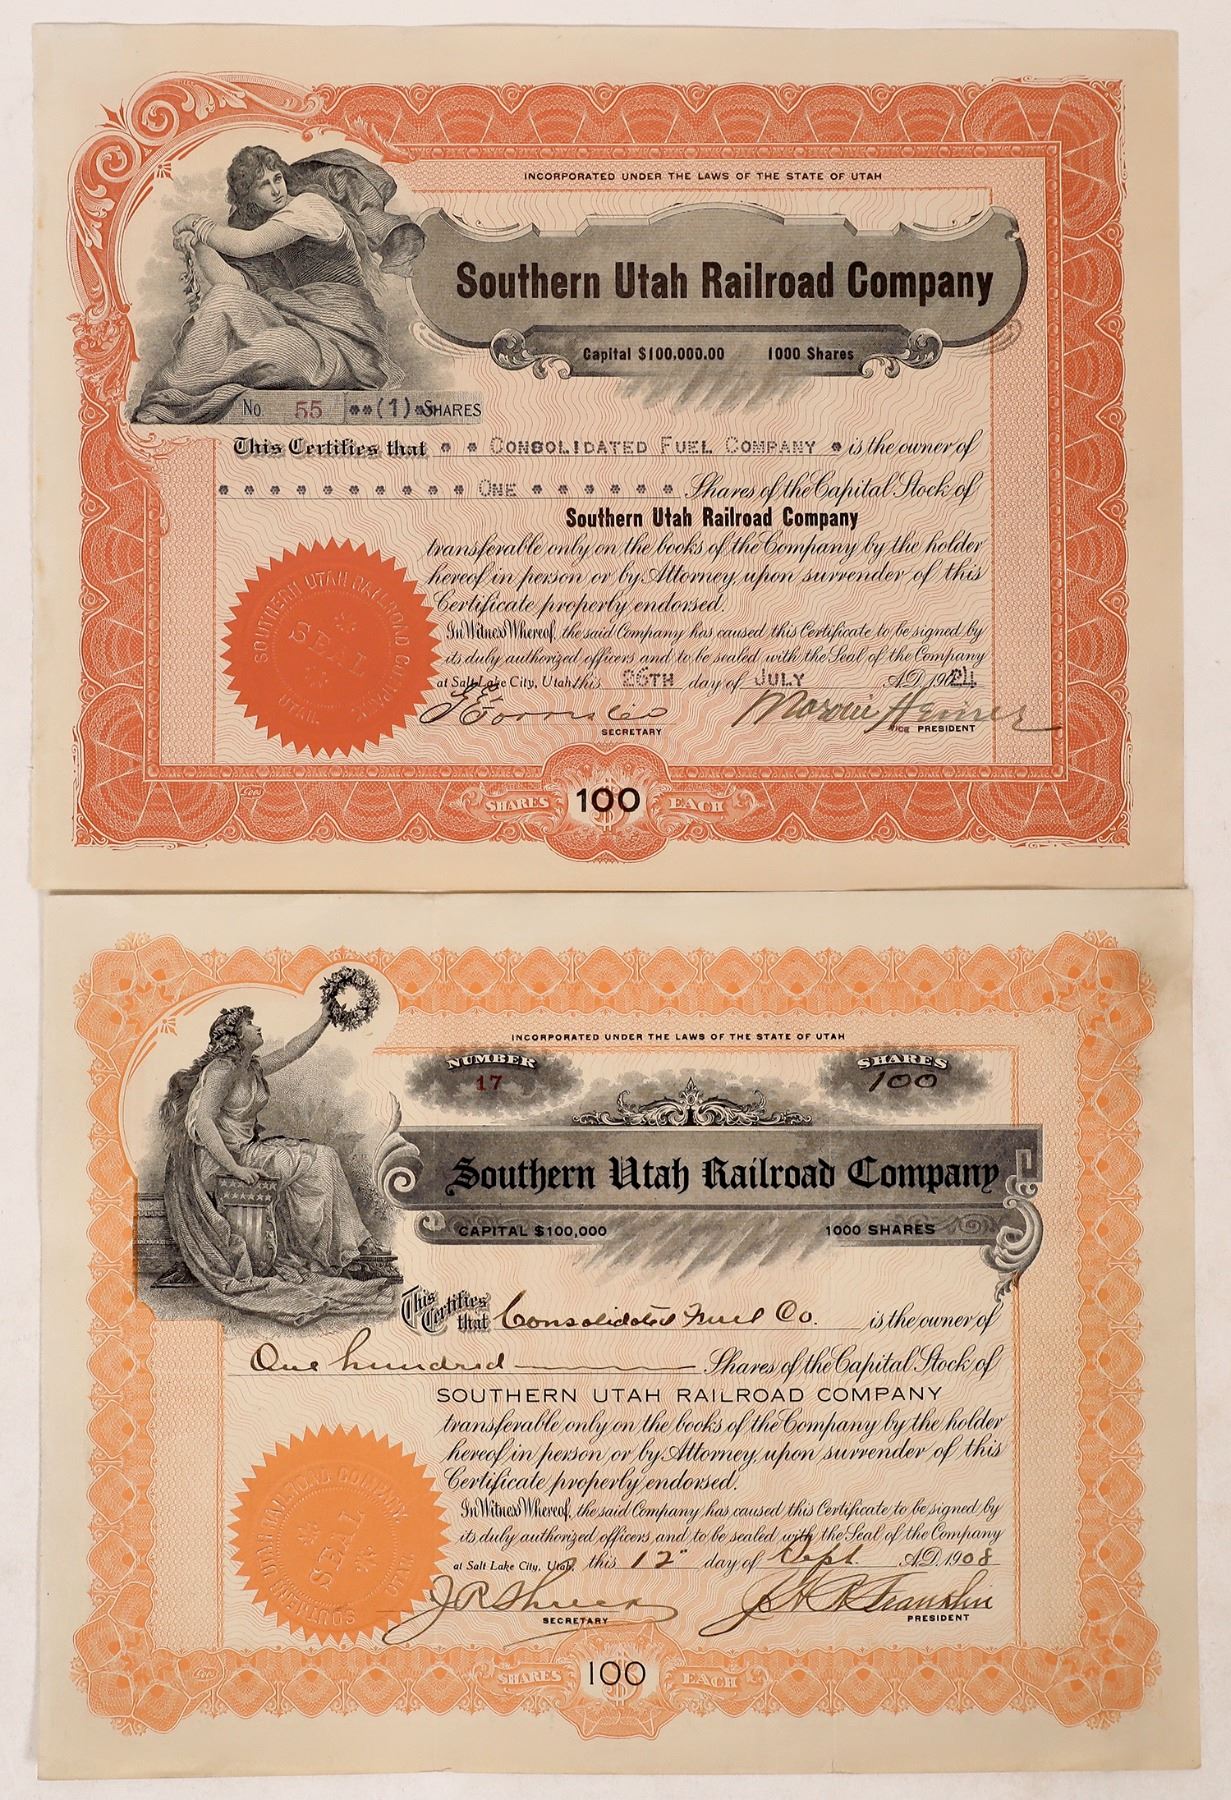 INCORPORATED UNDER THE LAWS OF THE STATE OF UTAH
Southern Utah Railroad Company
Capital $100,000.00 1000 Shares
No. 55 **(1)* SHARES
This Certifies that * * CONSOLIDATED FUEL COMPANY * is the owner of
* * * * * * * * * * ONE * * * * * * Shares of the Capital Stock of
Southern Utah Railroad Company
transferable only on the books of the Company by the holder
hereof in person or by Attorney, upon surrender of this
Certificate properly endorsed.
In Witness Whereof, the said Company has caused this Certificate to be signed by
its duly authorized officers and to be sealed with the Seal of the Company
at Salt Lake City, Utah, this 26TH day of JULY A.D. 1924
SECRETARY
VICE PRESIDENT
SOUTHERN UTAH RAILROAD COMPANY
SEAL
UTAH
Goes
SHARES $100 EACH
INCORPORATED UNDER THE LAWS OF THE STATE OF UTAH
NUMBER 17
SHARES 100
Southern Utah Railroad Company
CAPITAL $100,000 1000 SHARES
This Certifies that Consolidated Fuel Co. is the owner of
One hundred Shares of the Capital Stock of
SOUTHERN UTAH RAILROAD COMPANY
transferable only on the books of the Company by the holder
hereof in person or by Attorney, upon surrender of this
Certificate properly endorsed.
In Witness Whereof, the said Company has caused this Certificate to be signed by
its duly authorized officers and to be sealed with the Seal of the Company
at Salt Lake City, Utah, this 12" day of Sept. A.D. 1908
SECRETARY
Franklin
PRESIDENT
SOUTHERN UTAH RAILROAD COMPANY
SEAL
UTAH
Goes
SHARES $100 EACH